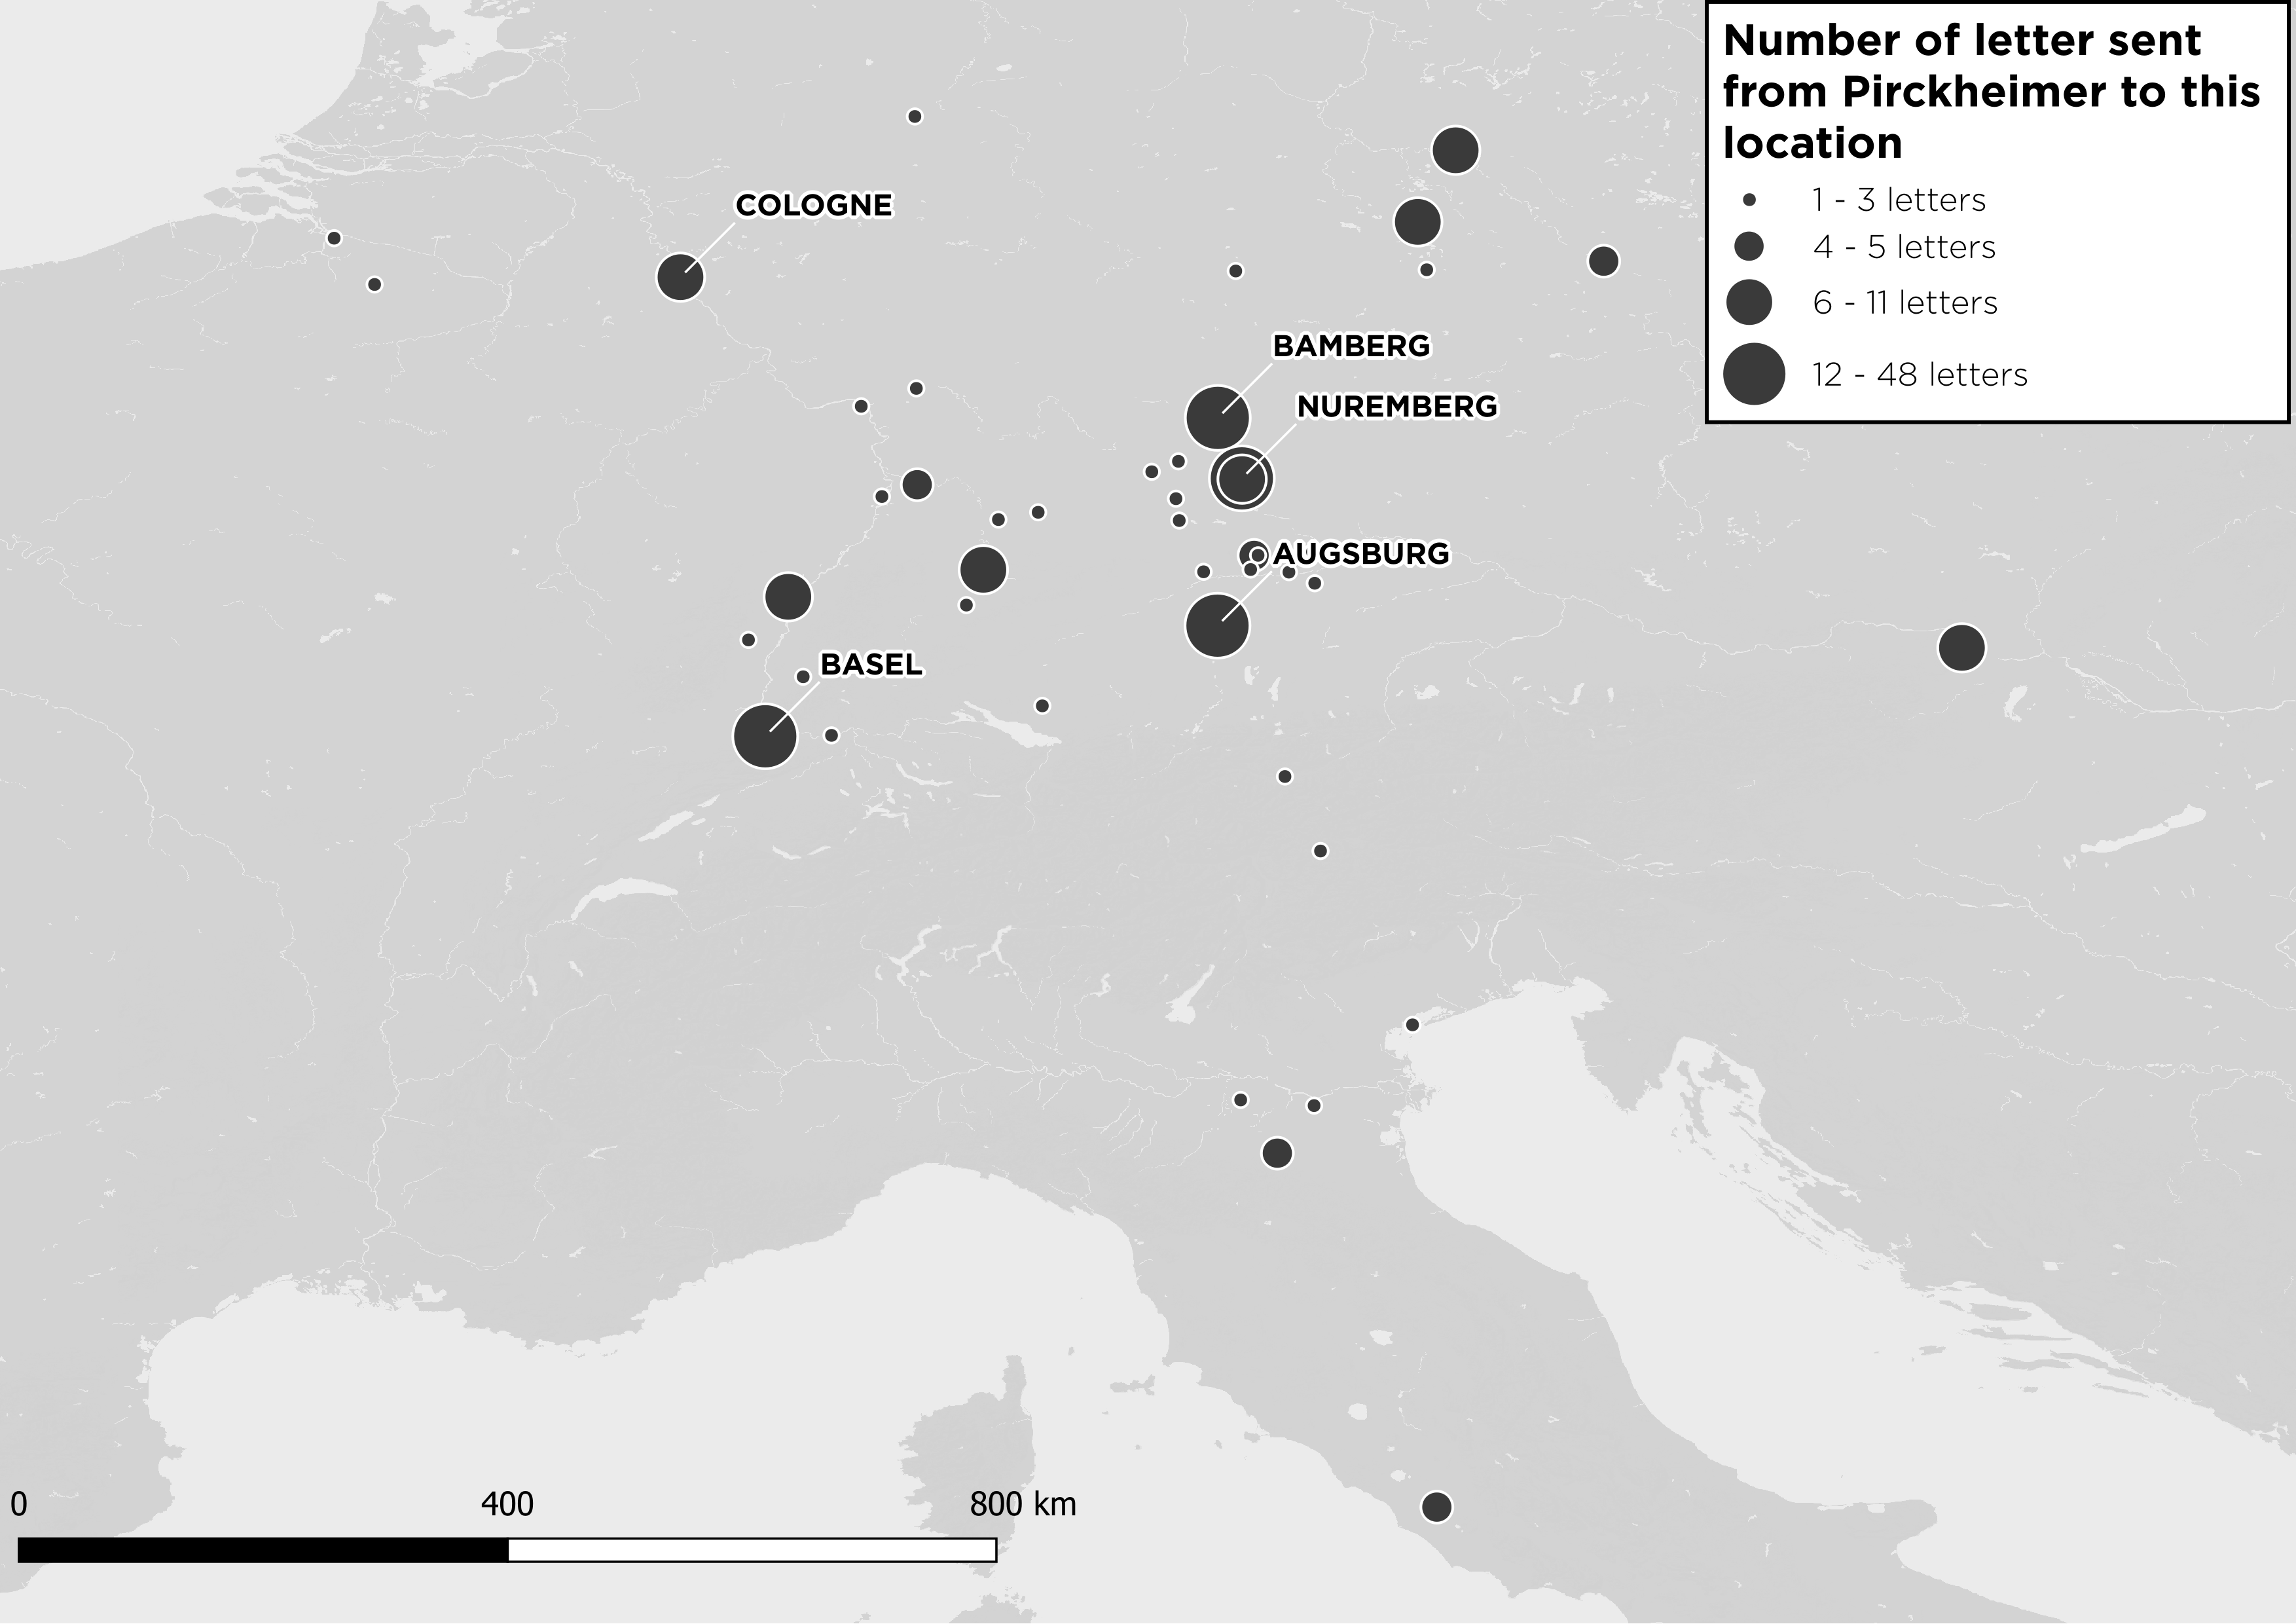 Number of letter sent
from Pirckheimer to this
location
1 - 3 letters
4 - 5 letters
6 - 11 letters
12 - 48 letters
COLOGNE
BAMBERG
NUREMBERG
AUGSBURG
BASEL
0 400 800 km